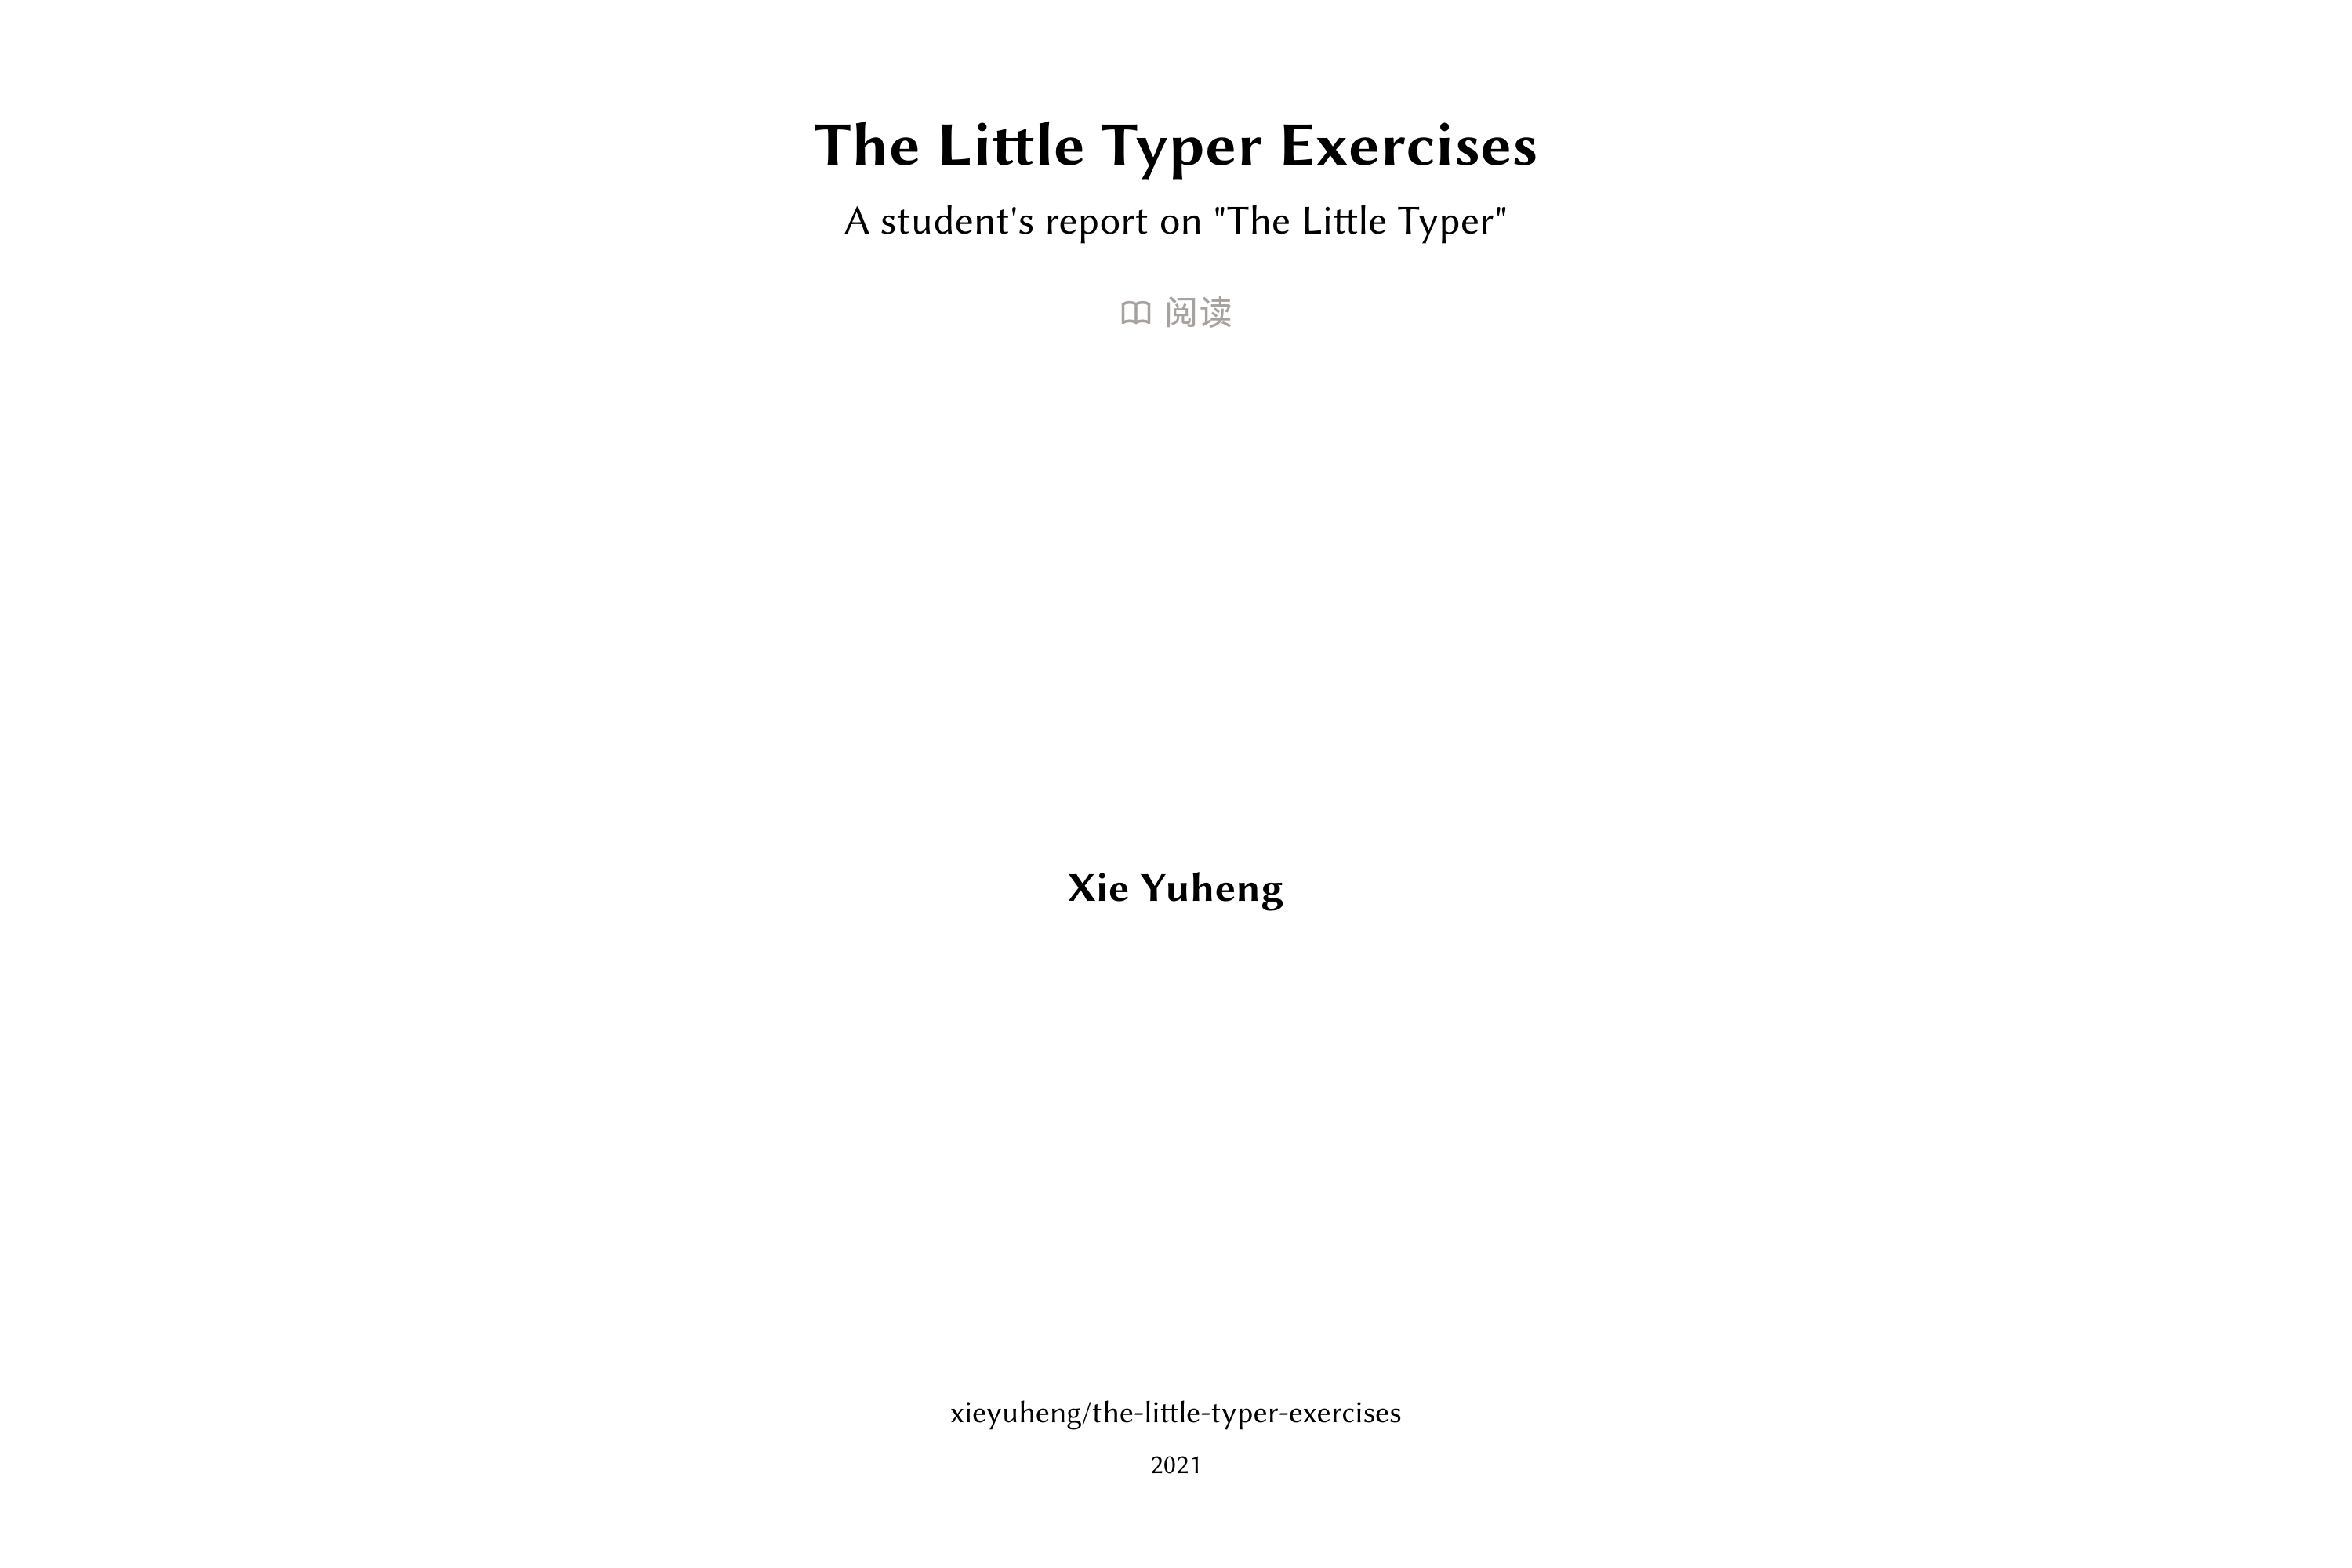 The Little Typer Exercises
A student's report on "The Little Typer"
阅读
Xie Yuheng
xieyuheng/the-little-typer-exercises
2021